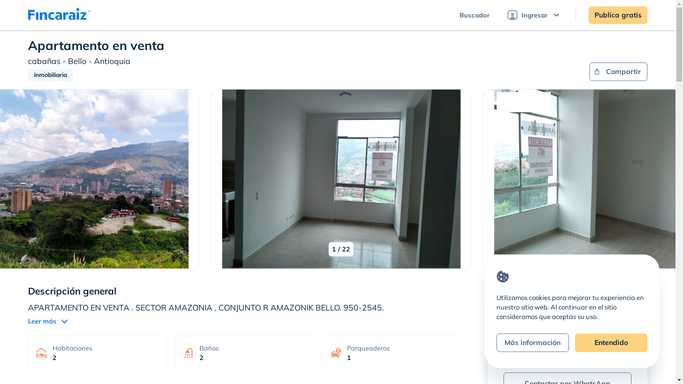 Fincaraiz
Buscador
Ingresar
Publica gratis
Apartamento en venta
cabañas - Bello - Antioquia
Inmobiliaria
Compartir
1 / 22
Descripción general
APARTAMENTO EN VENTA . SECTOR AMAZONIA , CONJUNTO R AMAZONIK BELLO. 950-2545.
Leer más
Habitaciones
2
Baños
2
Parqueaderos
1
Utilizamos cookies para mejorar tu experiencia en
nuestro sitio web. Al continuar en el sitio
consideramos que aceptas su uso.
Más información
Entendido
Contactar por WhatsApp